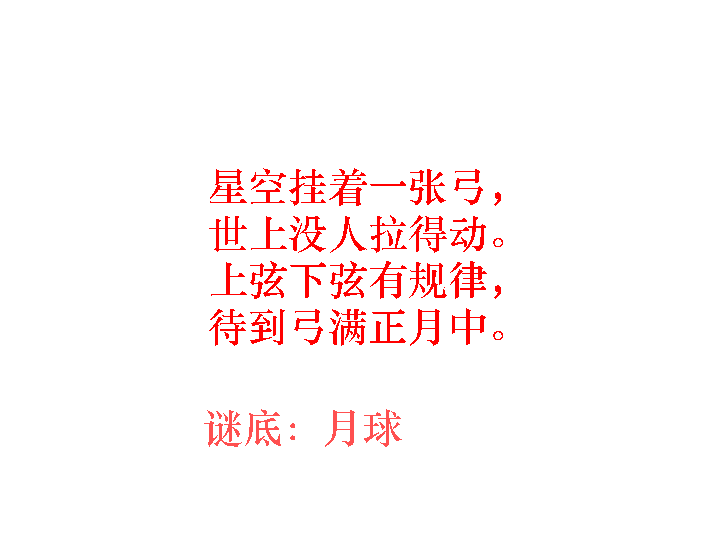 星空挂着一张弓，
世上没人拉得动。
上弦下弦有规律，
待到弓满正月中。
谜底：月球